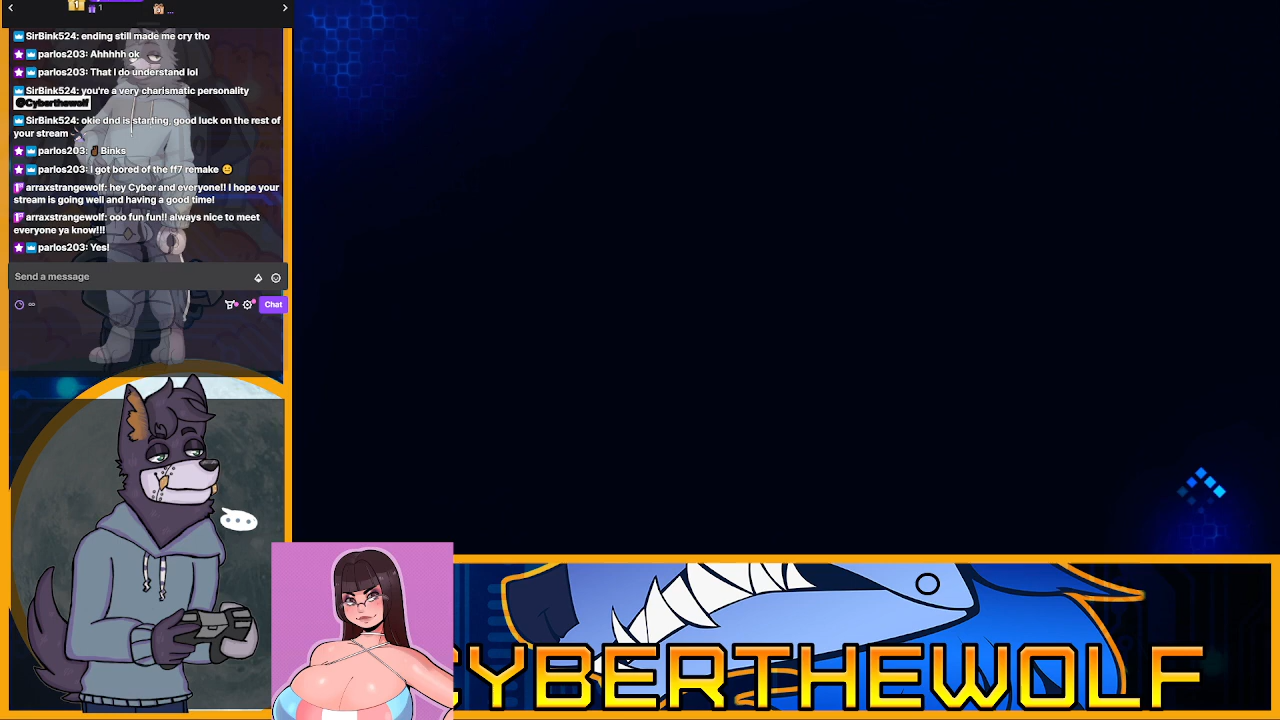 1
1
...
SirBink524: ending still made me cry tho
parlos203: Ahhhhh ok
parlos203: That I do understand lol
SirBink524: you're a very charismatic personality
@Cyberthewolf
SirBink524: okie dnd is starting, good luck on the rest of
your stream
parlos203: Binks
parlos203: I got bored of the ff7 remake 😐
arraxstrangewolf: hey Cyber and everyone!! I hope your
stream is going well and having a good time!
arraxstrangewolf: ooo fun fun!! always nice to meet
everyone ya know!!!
parlos203: Yes!
Send a message
∞
Chat
CYBERTHEWOLF